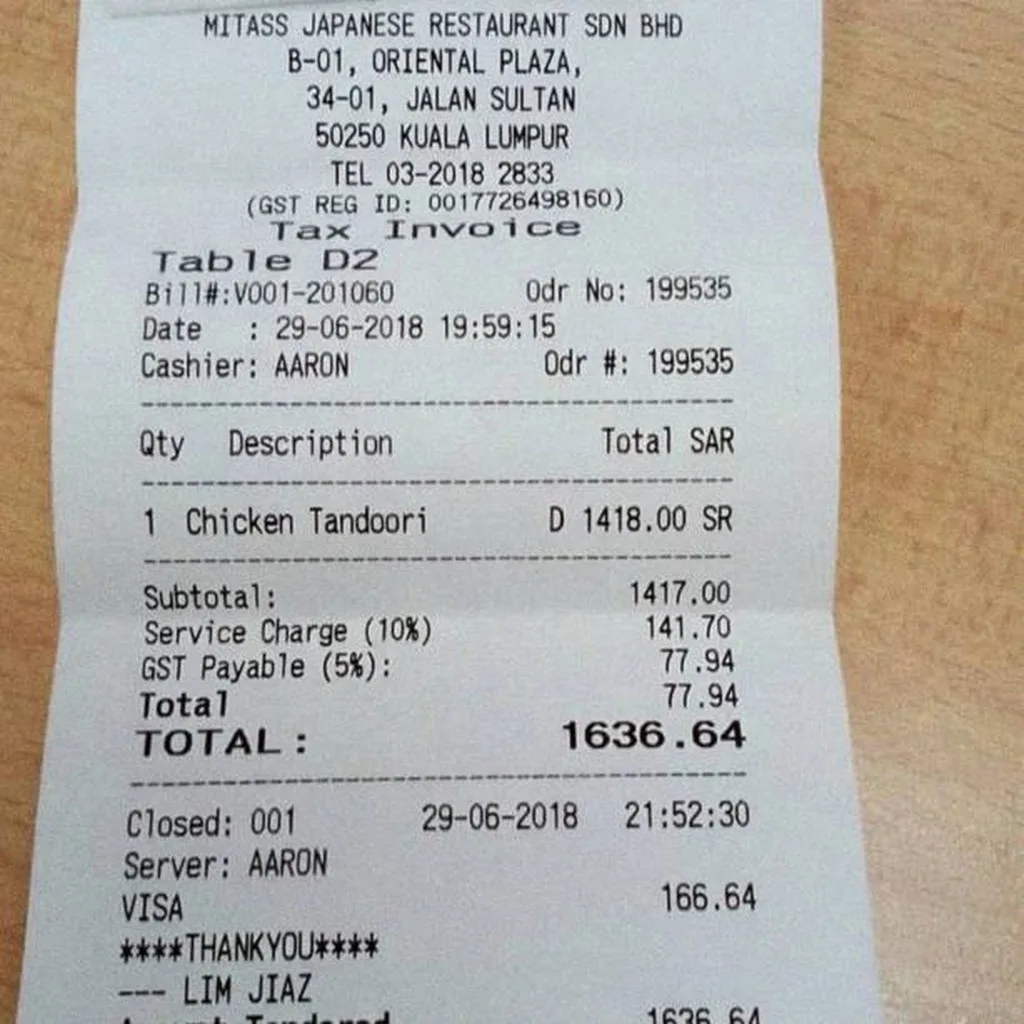 MITASS JAPANESE RESTAURANT SDN BHD
B-01, ORIENTAL PLAZA,
34-01, JALAN SULTAN
50250 KUALA LUMPUR
TEL 03-2018 2833
(GST REG ID: 0017726498160)
Tax Invoice
Table D2
Bill#:V001-201060 Odr No: 199535
Date : 29-06-2018 19:59:15
Cashier: AARON Odr #: 199535
Qty Description Total SAR
1 Chicken Tandoori D 1418.00 SR
Subtotal: 1417.00
Service Charge (10%) 141.70
GST Payable (5%): 77.94
Total 77.94
TOTAL: 1636.64
Closed: 001 29-06-2018 21:52:30
Server: AARON
VISA 166.64
****THANKYOU****
--- LIM JIAZ
Tendered 1636.64